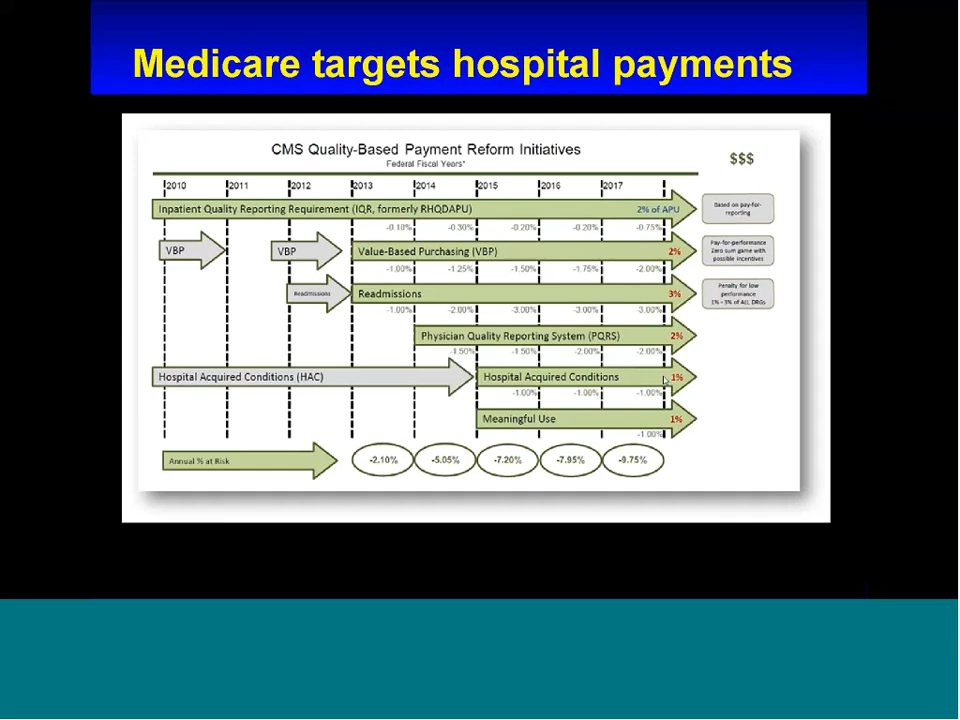 Medicare targets hospital payments
CMS Quality-Based Payment Reform Initiatives
Federal Fiscal Years*
$$$
2010 2011 2012 2013 2014 2015 2016 2017
Inpatient Quality Reporting Requirement (IQR, formerly RHQDAPU) 2% of APU
Based on pay-for-
reporting
-0.10% -0.30% -0.20% -0.20% -0.75%
VBP VBP Value-Based Purchasing (VBP) 2%
Pay-for-performance
Zero sum game with
possible incentives
-1.00% -1.25% -1.50% -1.75% -2.00%
Readmissions Readmissions 3%
Penalty for low
performance
1% - 3% of ALL DRGs
-1.00% -2.00% -3.00% -3.00% -3.00%
Physician Quality Reporting System (PQRS) 2%
-1.50% -1.50% -2.00% -2.00%
Hospital Acquired Conditions (HAC) Hospital Acquired Conditions 1%
-1.00% -1.00% -1.00%
Meaningful Use 1%
-1.00%
Annual % at Risk -2.10% -5.05% -7.20% -7.95% -9.75%